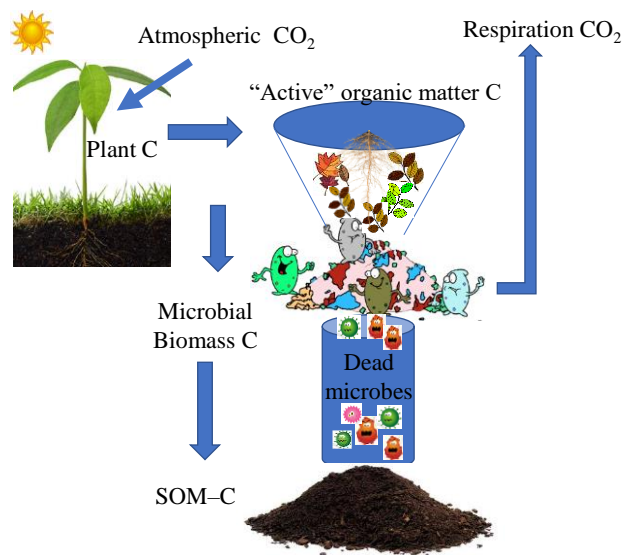 Atmospheric CO₂
Respiration CO₂
“Active” organic matter C
Plant C
Microbial
Biomass C
Dead
microbes
SOM–C